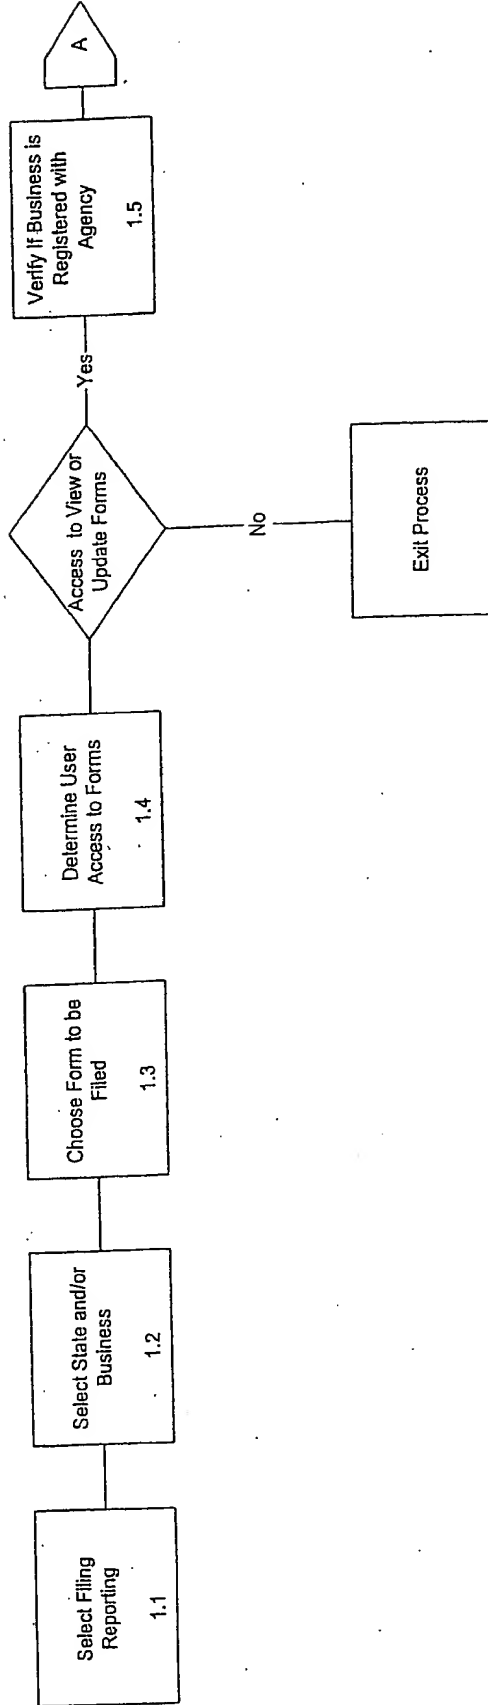 Select Filing
Reporting
1.1
Select State and/or
Business
1.2
Choose Form to be
Filed
1.3
Determine User
Access to Forms
1.4
Access to View or
Update Forms
Yes
No
Exit Process
Verify If Business is
Registered with
Agency
1.5
A